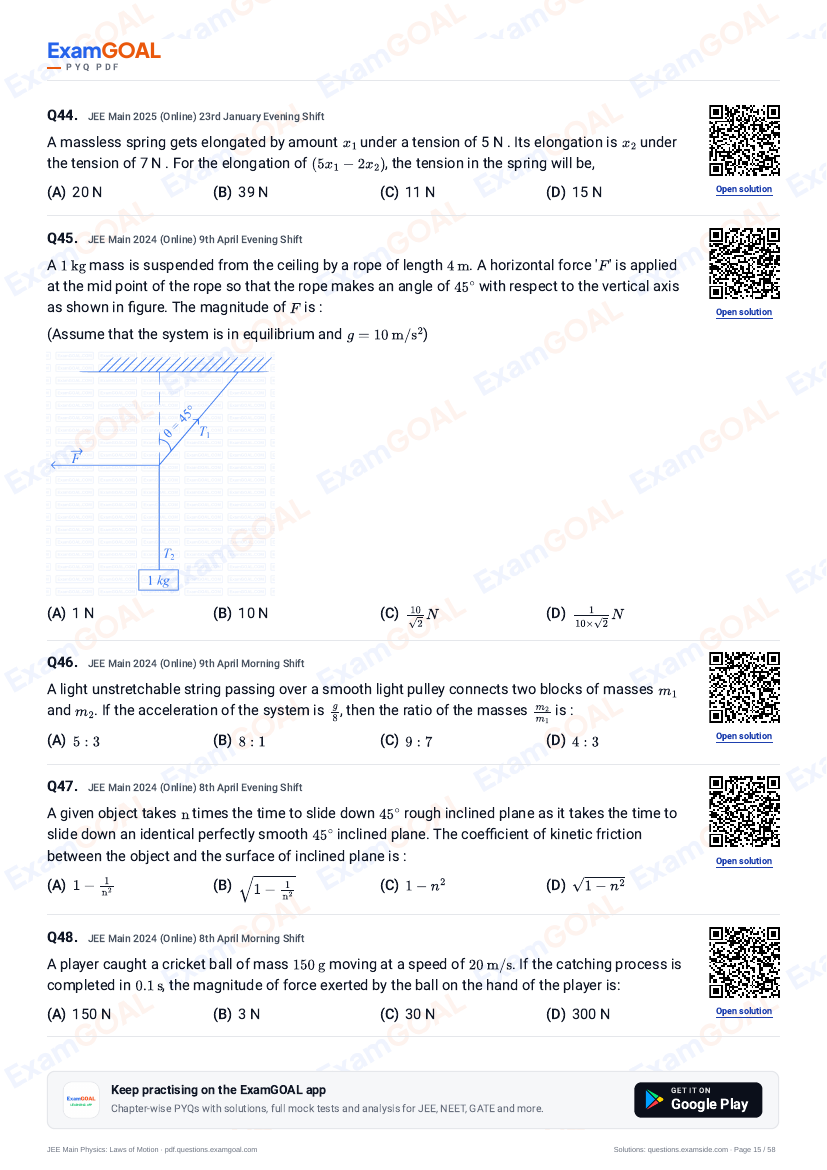 ExamGOAL
PYQ PDF
Q44. JEE Main 2025 (Online) 23rd January Evening Shift
A massless spring gets elongated by amount x₁ under a tension of 5 N . Its elongation is x₂ under
the tension of 7 N . For the elongation of (5x₁ − 2x₂), the tension in the spring will be,
(A) 20 N (B) 39 N (C) 11 N (D) 15 N
Open solution
Q45. JEE Main 2024 (Online) 9th April Evening Shift
A 1 kg mass is suspended from the ceiling by a rope of length 4 m. A horizontal force 'F' is applied
at the mid point of the rope so that the rope makes an angle of 45° with respect to the vertical axis
as shown in figure. The magnitude of F is :
(Assume that the system is in equilibrium and g = 10 m/s²)
Open solution
θ = 45°
T₁
F⃗
T₂
1 kg
(A) 1 N (B) 10 N (C) 10/√2 N (D) 1/(10×√2) N
Q46. JEE Main 2024 (Online) 9th April Morning Shift
A light unstretchable string passing over a smooth light pulley connects two blocks of masses m₁
and m₂. If the acceleration of the system is g/8, then the ratio of the masses m₂/m₁ is :
(A) 5 : 3 (B) 8 : 1 (C) 9 : 7 (D) 4 : 3
Open solution
Q47. JEE Main 2024 (Online) 8th April Evening Shift
A given object takes n times the time to slide down 45° rough inclined plane as it takes the time to
slide down an identical perfectly smooth 45° inclined plane. The coefficient of kinetic friction
between the object and the surface of inclined plane is :
(A) 1 − 1/n² (B) √(1 − 1/n²) (C) 1 − n² (D) √(1 − n²)
Open solution
Q48. JEE Main 2024 (Online) 8th April Morning Shift
A player caught a cricket ball of mass 150 g moving at a speed of 20 m/s. If the catching process is
completed in 0.1 s, the magnitude of force exerted by the ball on the hand of the player is:
(A) 150 N (B) 3 N (C) 30 N (D) 300 N
Open solution
ExamGOAL
Keep practising on the ExamGOAL app
Chapter-wise PYQs with solutions, full mock tests and analysis for JEE, NEET, GATE and more.
GET IT ON
Google Play
JEE Main Physics: Laws of Motion · pdf.questions.examgoal.com
Solutions: questions.examside.com · Page 15 / 58